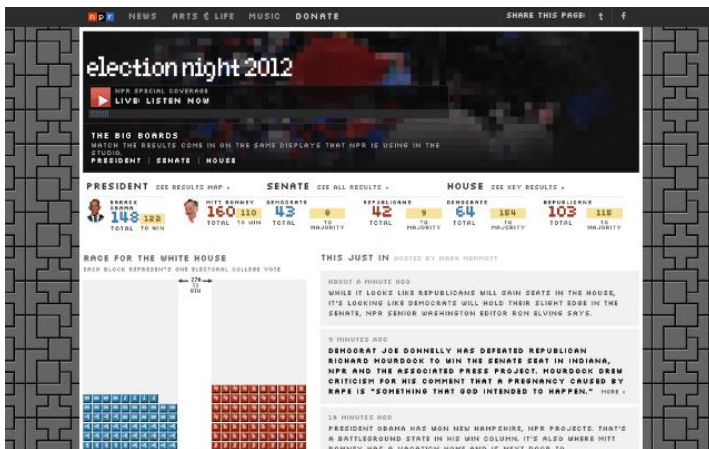 npr NEWS ARTS & LIFE MUSIC DONATE SHARE THIS PAGE: t f
election night 2012
NPR SPECIAL COVERAGE
LIVE: LISTEN NOW
THE BIG BOARDS
WATCH THE RESULTS COME IN ON THE SAME DISPLAYS THAT NPR IS USING IN THE
STUDIO.
PRESIDENT | SENATE | HOUSE
PRESIDENT SEE RESULTS MAP » SENATE SEE ALL RESULTS » HOUSE SEE KEY RESULTS »
BARACK OBAMA 148 TOTAL 122 TO WIN
MITT ROMNEY 160 TOTAL 110 TO WIN
DEMOCRATS 43 TOTAL 8 TO MAJORITY
REPUBLICANS 42 TOTAL 9 TO MAJORITY
DEMOCRATS 64 TOTAL 154 TO MAJORITY
REPUBLICANS 103 TOTAL 115 TO MAJORITY
RACE FOR THE WHITE HOUSE
EACH BLOCK REPRESENTS ONE ELECTORAL COLLEGE VOTE
270
TO
WIN
THIS JUST IN HOSTED BY MARK MEMMOTT
ABOUT A MINUTE AGO
WHILE IT LOOKS LIKE REPUBLICANS WILL GAIN SEATS IN THE HOUSE,
IT'S LOOKING LIKE DEMOCRATS WILL HOLD THEIR SLIGHT EDGE IN THE
SENATE, NPR SENIOR WASHINGTON EDITOR RON ELVING SAYS.
9 MINUTES AGO
DEMOCRAT JOE DONNELLY HAS DEFEATED REPUBLICAN
RICHARD MOURDOCK TO WIN THE SENATE SEAT IN INDIANA,
NPR AND THE ASSOCIATED PRESS PROJECT. MOURDOCK DREW
CRITICISM FOR HIS COMMENT THAT A PREGNANCY CAUSED BY
RAPE IS "SOMETHING THAT GOD INTENDED TO HAPPEN." MORE »
14 MINUTES AGO
PRESIDENT OBAMA HAS WON NEW HAMPSHIRE, NPR PROJECTS. THAT'S
A BATTLEGROUND STATE IN HIS WIN COLUMN. IT'S ALSO WHERE MITT
ROMNEY HAS A VACATION HOME AND IS NEXT DOOR TO